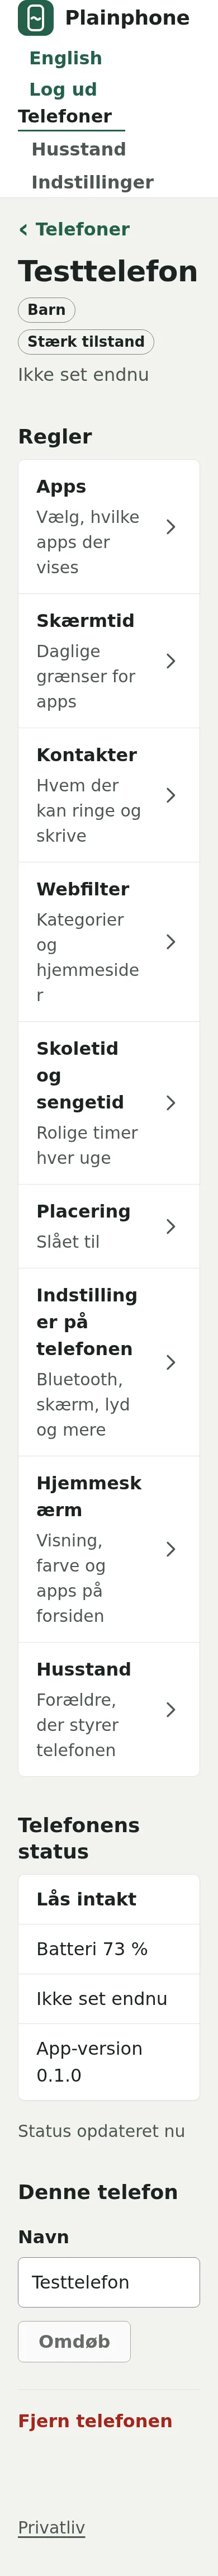 Plainphone
English
Log ud
Telefoner
Husstand
Indstillinger
‹ Telefoner
Testtelefon
Barn
Stærk tilstand
Ikke set endnu
Regler
Apps
Vælg, hvilke
apps der
vises
Skærmtid
Daglige
grænser for
apps
Kontakter
Hvem der
kan ringe og
skrive
Webfilter
Kategorier
og
hjemmeside
r
Skoletid
og
sengetid
Rolige timer
hver uge
Placering
Slået til
Indstilling
er på
telefonen
Bluetooth,
skærm, lyd
og mere
Hjemmesk
ærm
Visning,
farve og
apps på
forsiden
Husstand
Forældre,
der styrer
telefonen
Telefonens
status
Lås intakt
Batteri 73 %
Ikke set endnu
App-version
0.1.0
Status opdateret nu
Denne telefon
Navn
Testtelefon
Omdøb
Fjern telefonen
Privatliv